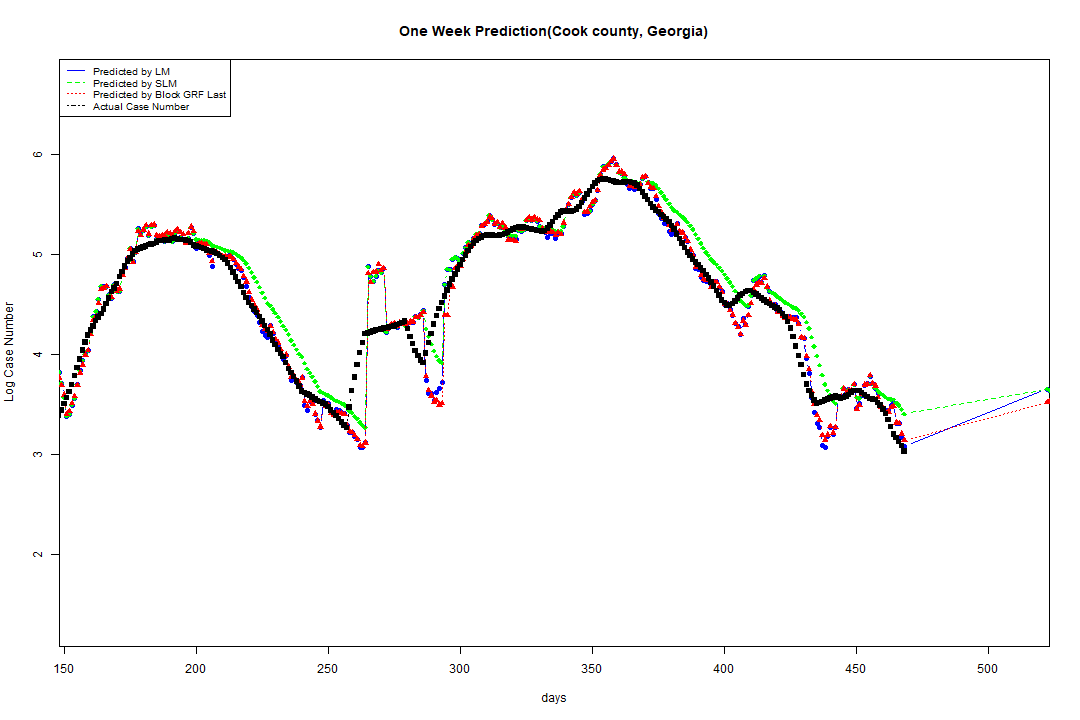 One Week Prediction(Cook county, Georgia)
Predicted by LM
Predicted by SLM
Predicted by Block GRF Last
Actual Case Number
6
5
4
3
2
Log Case Number
150 200 250 300 350 400 450 500
days